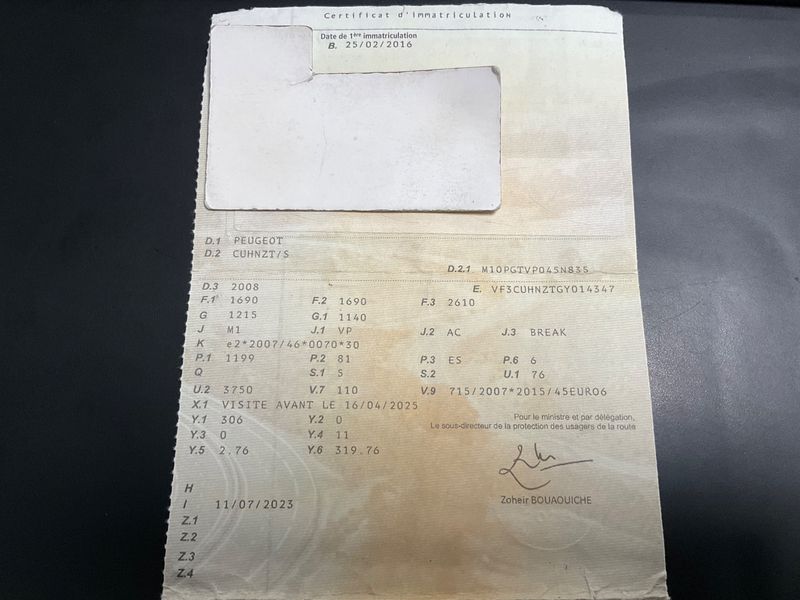 Certificat d'immatriculation
Date de 1ère immatriculation
B. 25/02/2016
D.1 PEUGEOT
D.2 CUHNZT/S
D.2.1 M10PGTVP045N835
D.3 2008
E. VF3CUHNZTGY014347
F.1 1690 F.2 1690 F.3 2610
G 1215 G.1 1140
J M1 J.1 VP J.2 AC J.3 BREAK
K e2*2007/46*0070*30
P.1 1199 P.2 81 P.3 ES P.6 6
Q S.1 5 S.2 U.1 76
U.2 3750 V.7 110 V.9 715/2007*2015/45EURO6
X.1 VISITE AVANT LE 16/04/2025
Y.1 306 Y.2 0
Y.3 0 Y.4 11
Y.5 2.76 Y.6 319.76
Pour le ministre et par délégation,
Le sous-directeur de la protection des usagers de la route
Zoheir BOUAOUICHE
H
I 11/07/2023
Z.1
Z.2
Z.3
Z.4